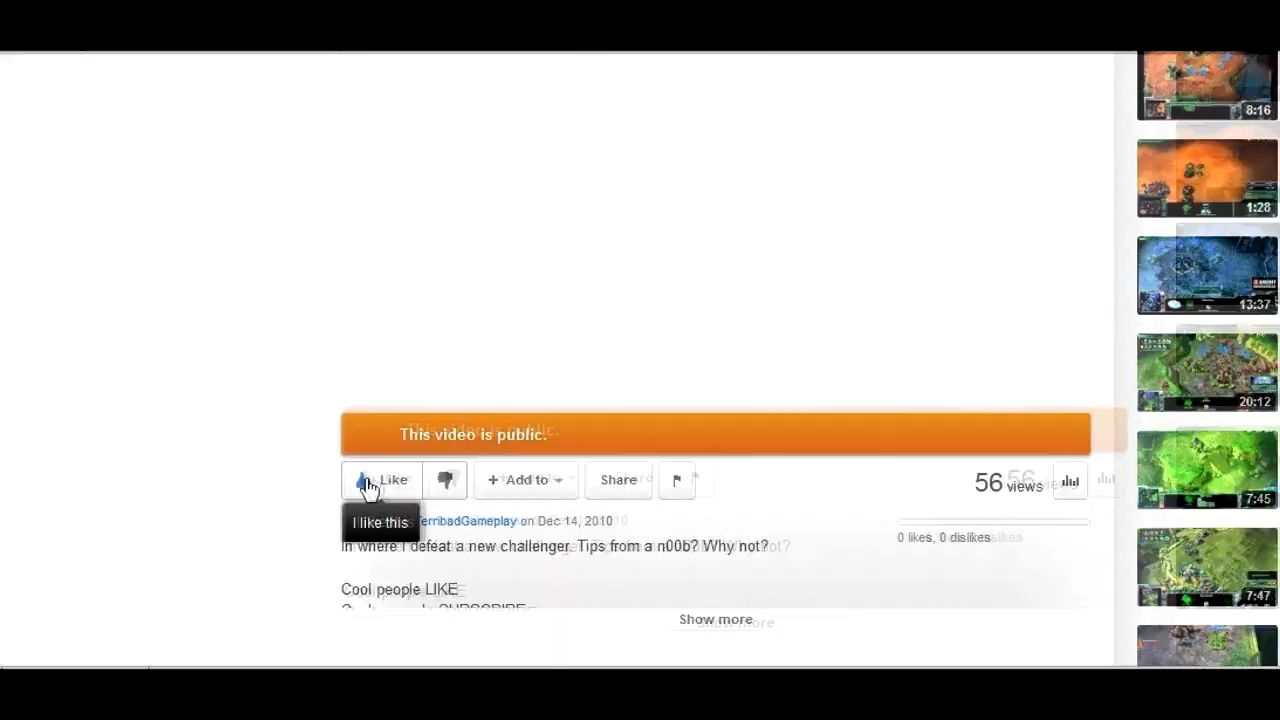 8:16
1:28
13:37
20:12
7:45
7:47
This video is public.
Like
+ Add to
Share
56 views
I like this
TerribadGameplay on Dec 14, 2010
0 likes, 0 dislikes
In where I defeat a new challenger. Tips from a n00b? Why not?
Cool people LIKE
SUBSCRIBE
Show more